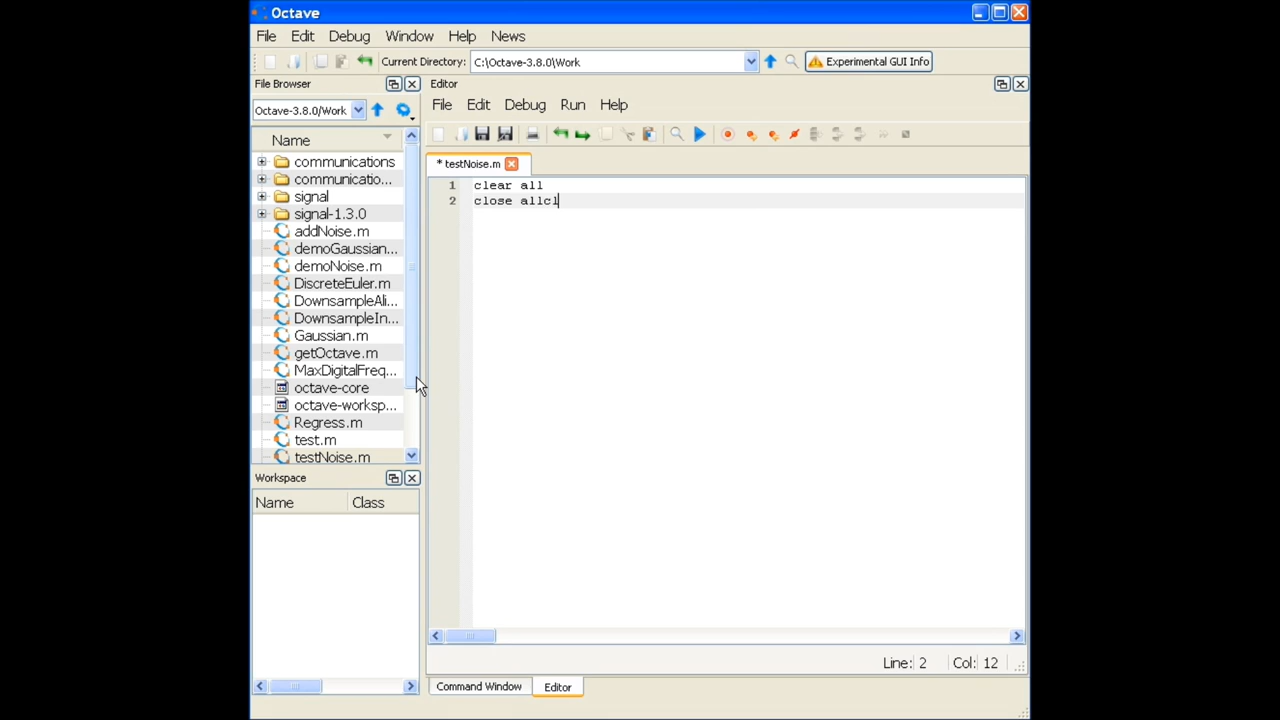 Octave
File Edit Debug Window Help News
Current Directory: C:\Octave-3.8.0\Work Experimental GUI Info
File Browser
Octave-3.8.0/Work
Name
communications
communicatio...
signal
signal-1.3.0
addNoise.m
demoGaussian...
demoNoise.m
DiscreteEuler.m
DownsampleAli...
DownsampleIn...
Gaussian.m
getOctave.m
MaxDigitalFreq...
octave-core
octave-worksp...
Regress.m
test.m
testNoise.m
Workspace
Name Class
Editor
File Edit Debug Run Help
* testNoise.m
1 clear all
2 close allcl
Line: 2 Col: 12
Command Window Editor